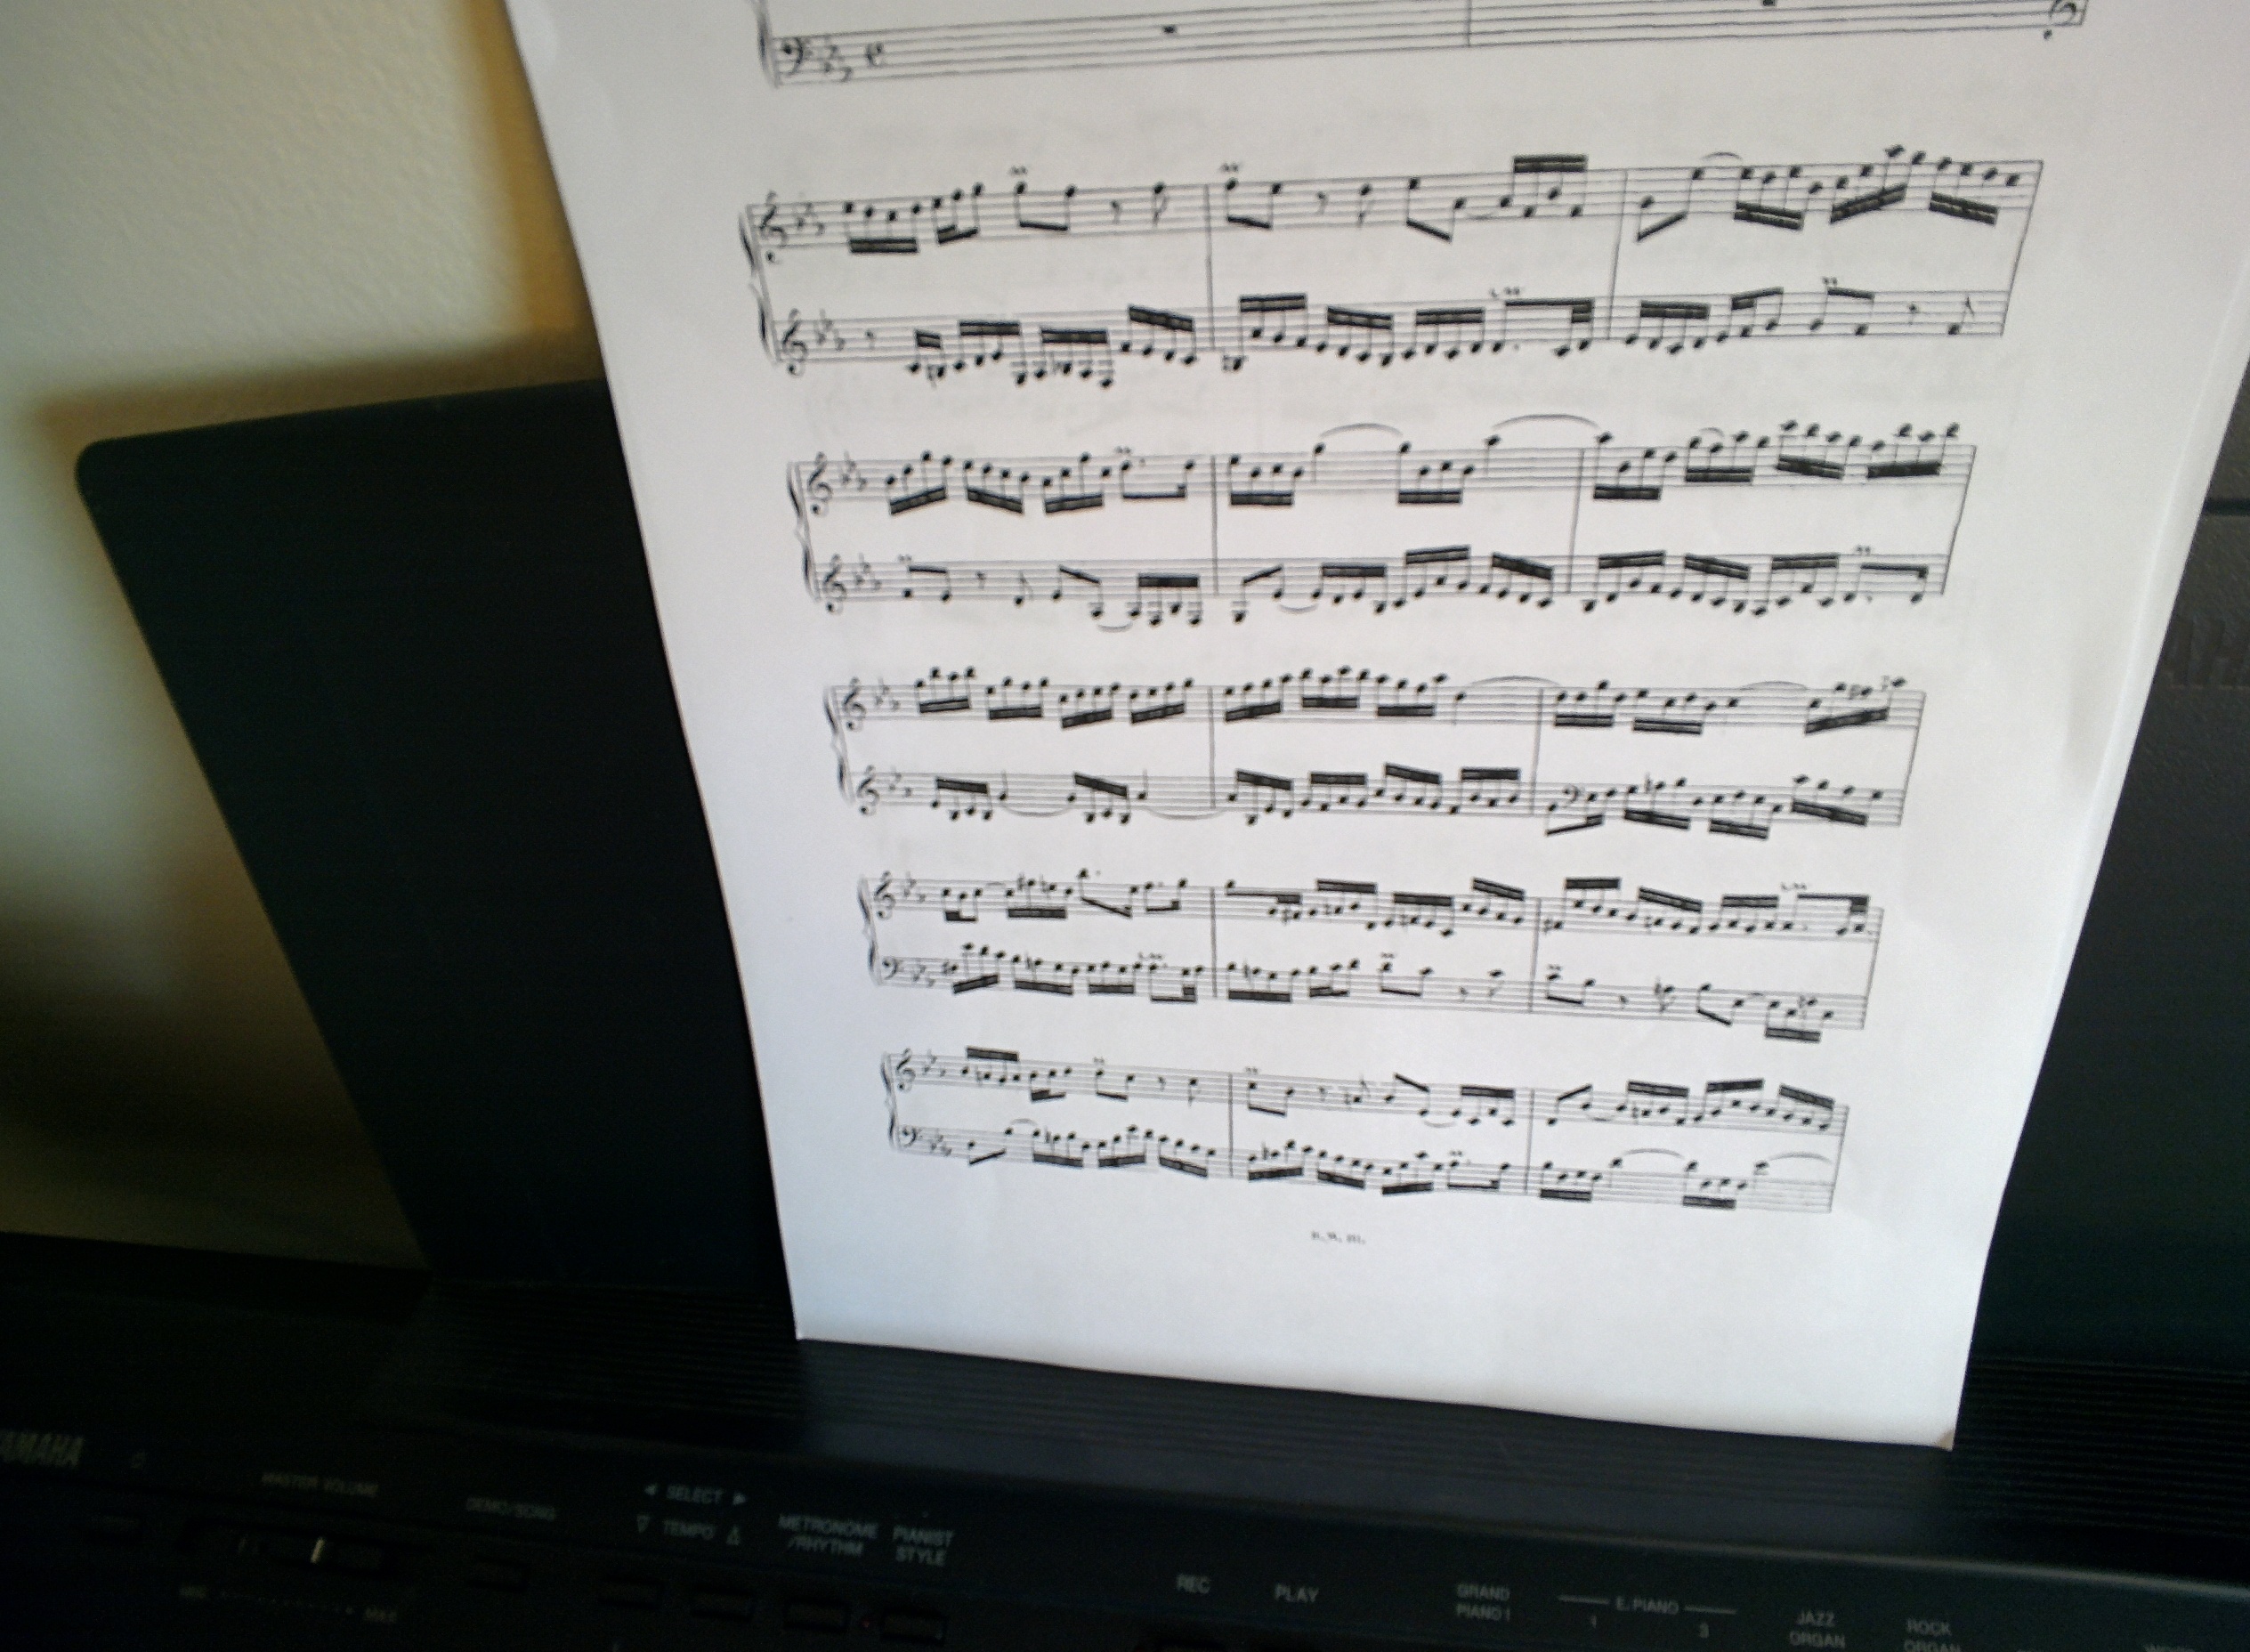 YAMAHA
MASTER VOLUME
DEMO/SONG
◄ SELECT ►
▽ TEMPO △
METRONOME
/RHYTHM
PIANIST
STYLE
REC
PLAY
GRAND
PIANO 1
E. PIANO
1
3
JAZZ
ORGAN
ROCK
ORGAN
MAX